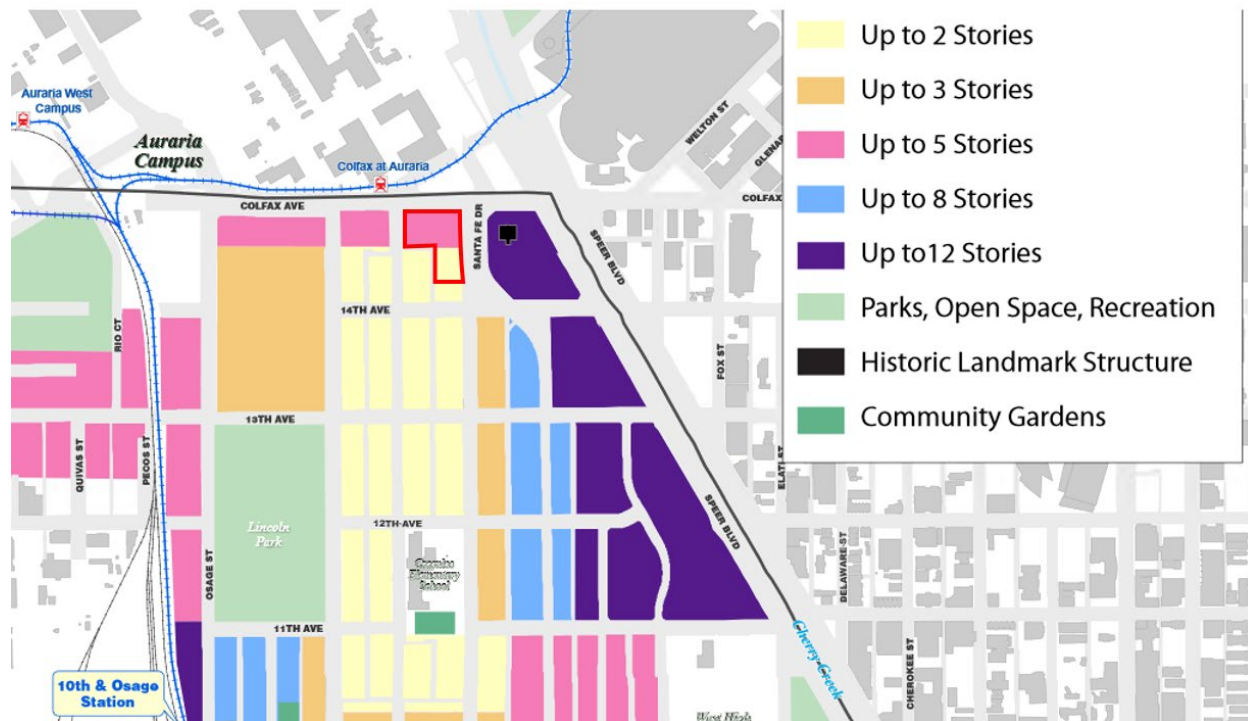 Up to 2 Stories
Up to 3 Stories
Up to 5 Stories
Up to 8 Stories
Up to12 Stories
Parks, Open Space, Recreation
Historic Landmark Structure
Community Gardens
Auraria West
Campus
Auraria
Campus
Colfax at Auraria
WELTON ST
COLFAX AVE
COLFAX
SANTA FE DR
SPEER BLVD
14TH AVE
RIO CT
FOX ST
13TH AVE
QUIVAS ST
PECOS ST
ELATI ST
SPEER BLVD
12TH AVE
Lincoln
Park
Elementary
School
OSAGE ST
DELAWARE ST
11TH AVE
Cherry Creek
CHEROKEE ST
10th & Osage
Station